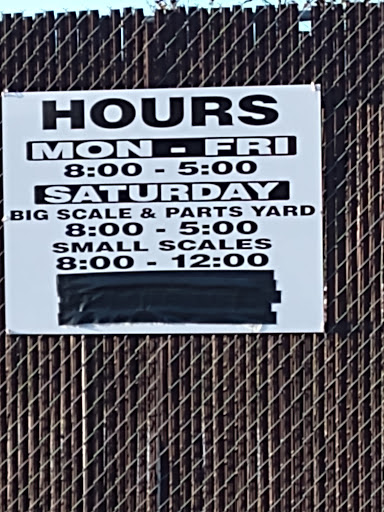 HOURS
MON - FRI
8:00 - 5:00
SATURDAY
BIG SCALE & PARTS YARD
8:00 - 5:00
SMALL SCALES
8:00 - 12:00